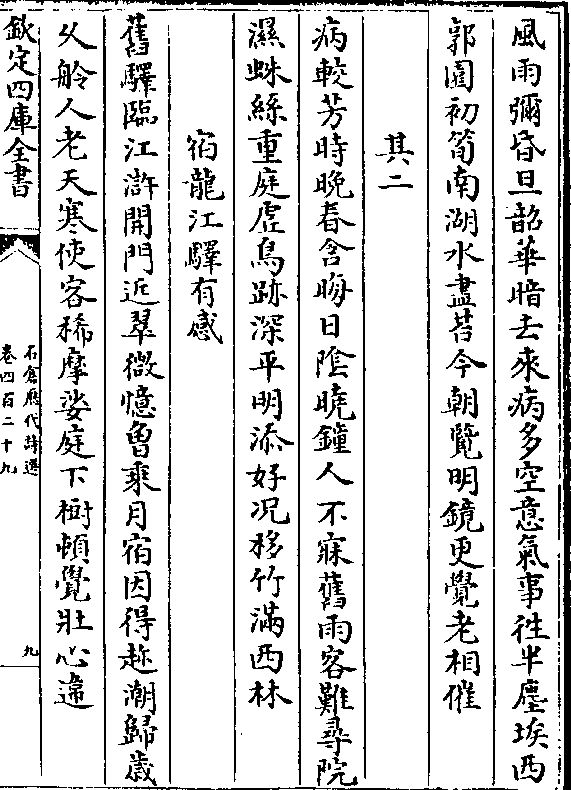 風雨彌昏旦韶華暗去來病多空意氣事徃半塵埃西
郭園初筍南湖水盡苔今朝覽明鏡更覺老相催
其二
病較芳時晚春含晦日陰曉鐘人不寐舊雨客難尋院
濕蛛絲重庭虛鳥跡深平明添好况移竹滿西林
宿龍江驛有感
舊驛臨江滸開門近翠微憶曾乘月宿因得趂潮歸歲
久舲人老天寒使客稀摩娑庭下樹頓覺壯心違
欽定四庫全書
石倉歷代詩選
卷四百二十九
九